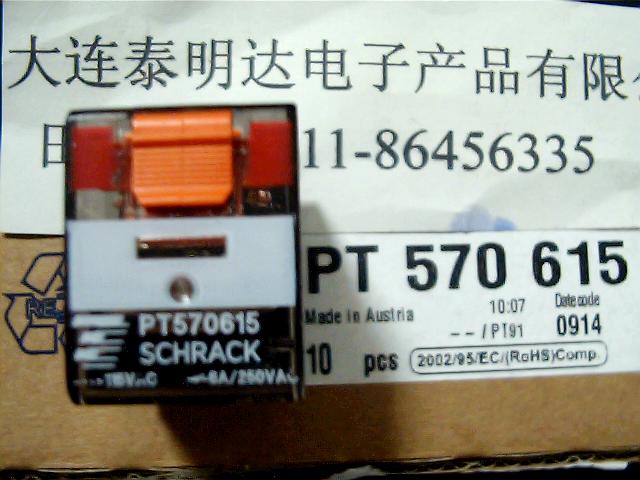 大连泰明达电子产品有限
11-86456335
PT 570 615
Made in Austria
10:07
Datecode
- - / PT91
0914
10 pcs
2002/95/EC/(RoHS)Comp.
PT570615
SCHRACK
6A/250VAC